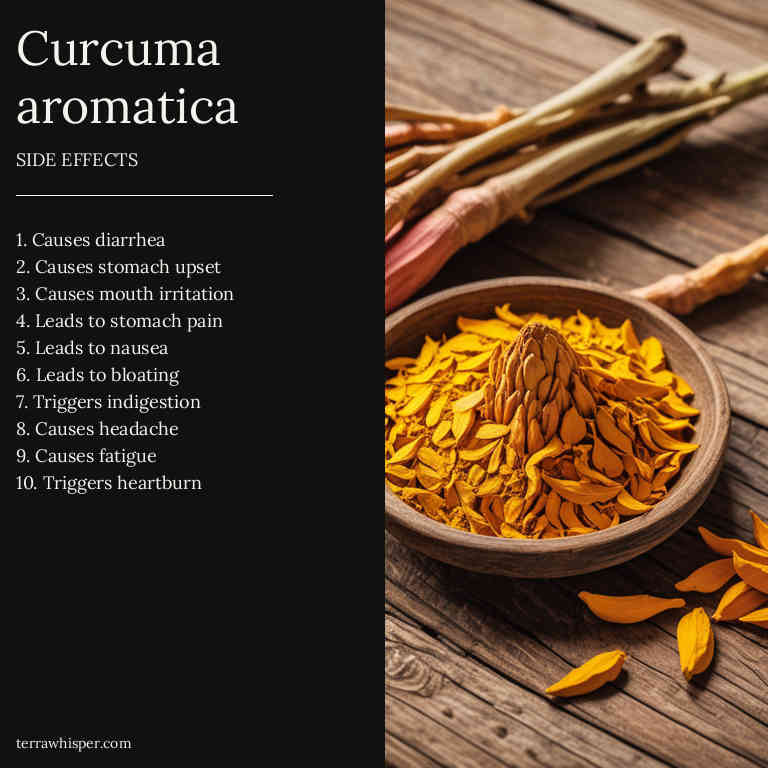 Curcuma
aromatica
SIDE EFFECTS
1. Causes diarrhea
2. Causes stomach upset
3. Causes mouth irritation
4. Leads to stomach pain
5. Leads to nausea
6. Leads to bloating
7. Triggers indigestion
8. Causes headache
9. Causes fatigue
10. Triggers heartburn
terrawhisper.com